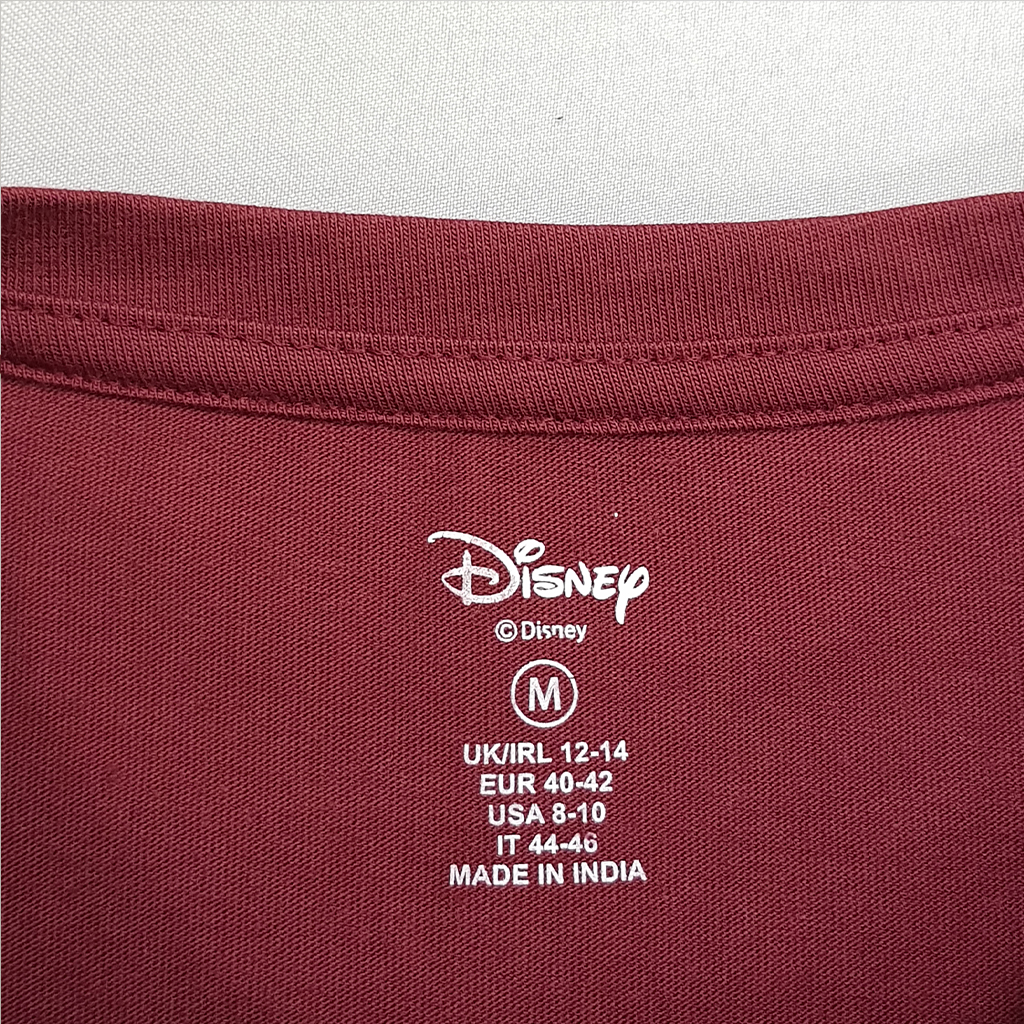 Disney
© Disney
M
UK/IRL 12-14
EUR 40-42
USA 8-10
IT 44-46
MADE IN INDIA